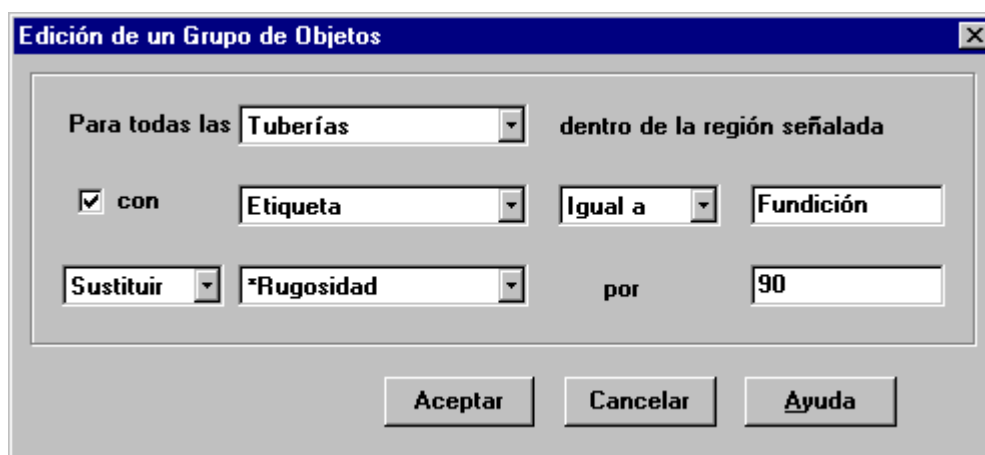 Edición de un Grupo de Objetos
Para todas las Tuberías dentro de la región señalada
con Etiqueta Igual a Fundición
Sustituir *Rugosidad por 90
Aceptar Cancelar Ayuda